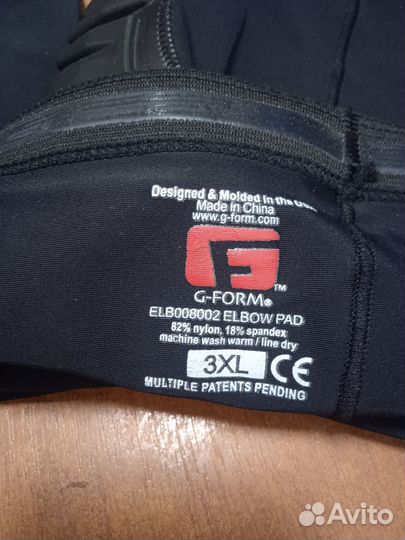 Designed & Molded in the
Made in China
www.g-form.com
TM
G-FORM®
ELB008002 ELBOW PAD
82% nylon, 18% spandex
machine wash warm / line dry
3XL CE
MULTIPLE PATENTS PENDING
Avito